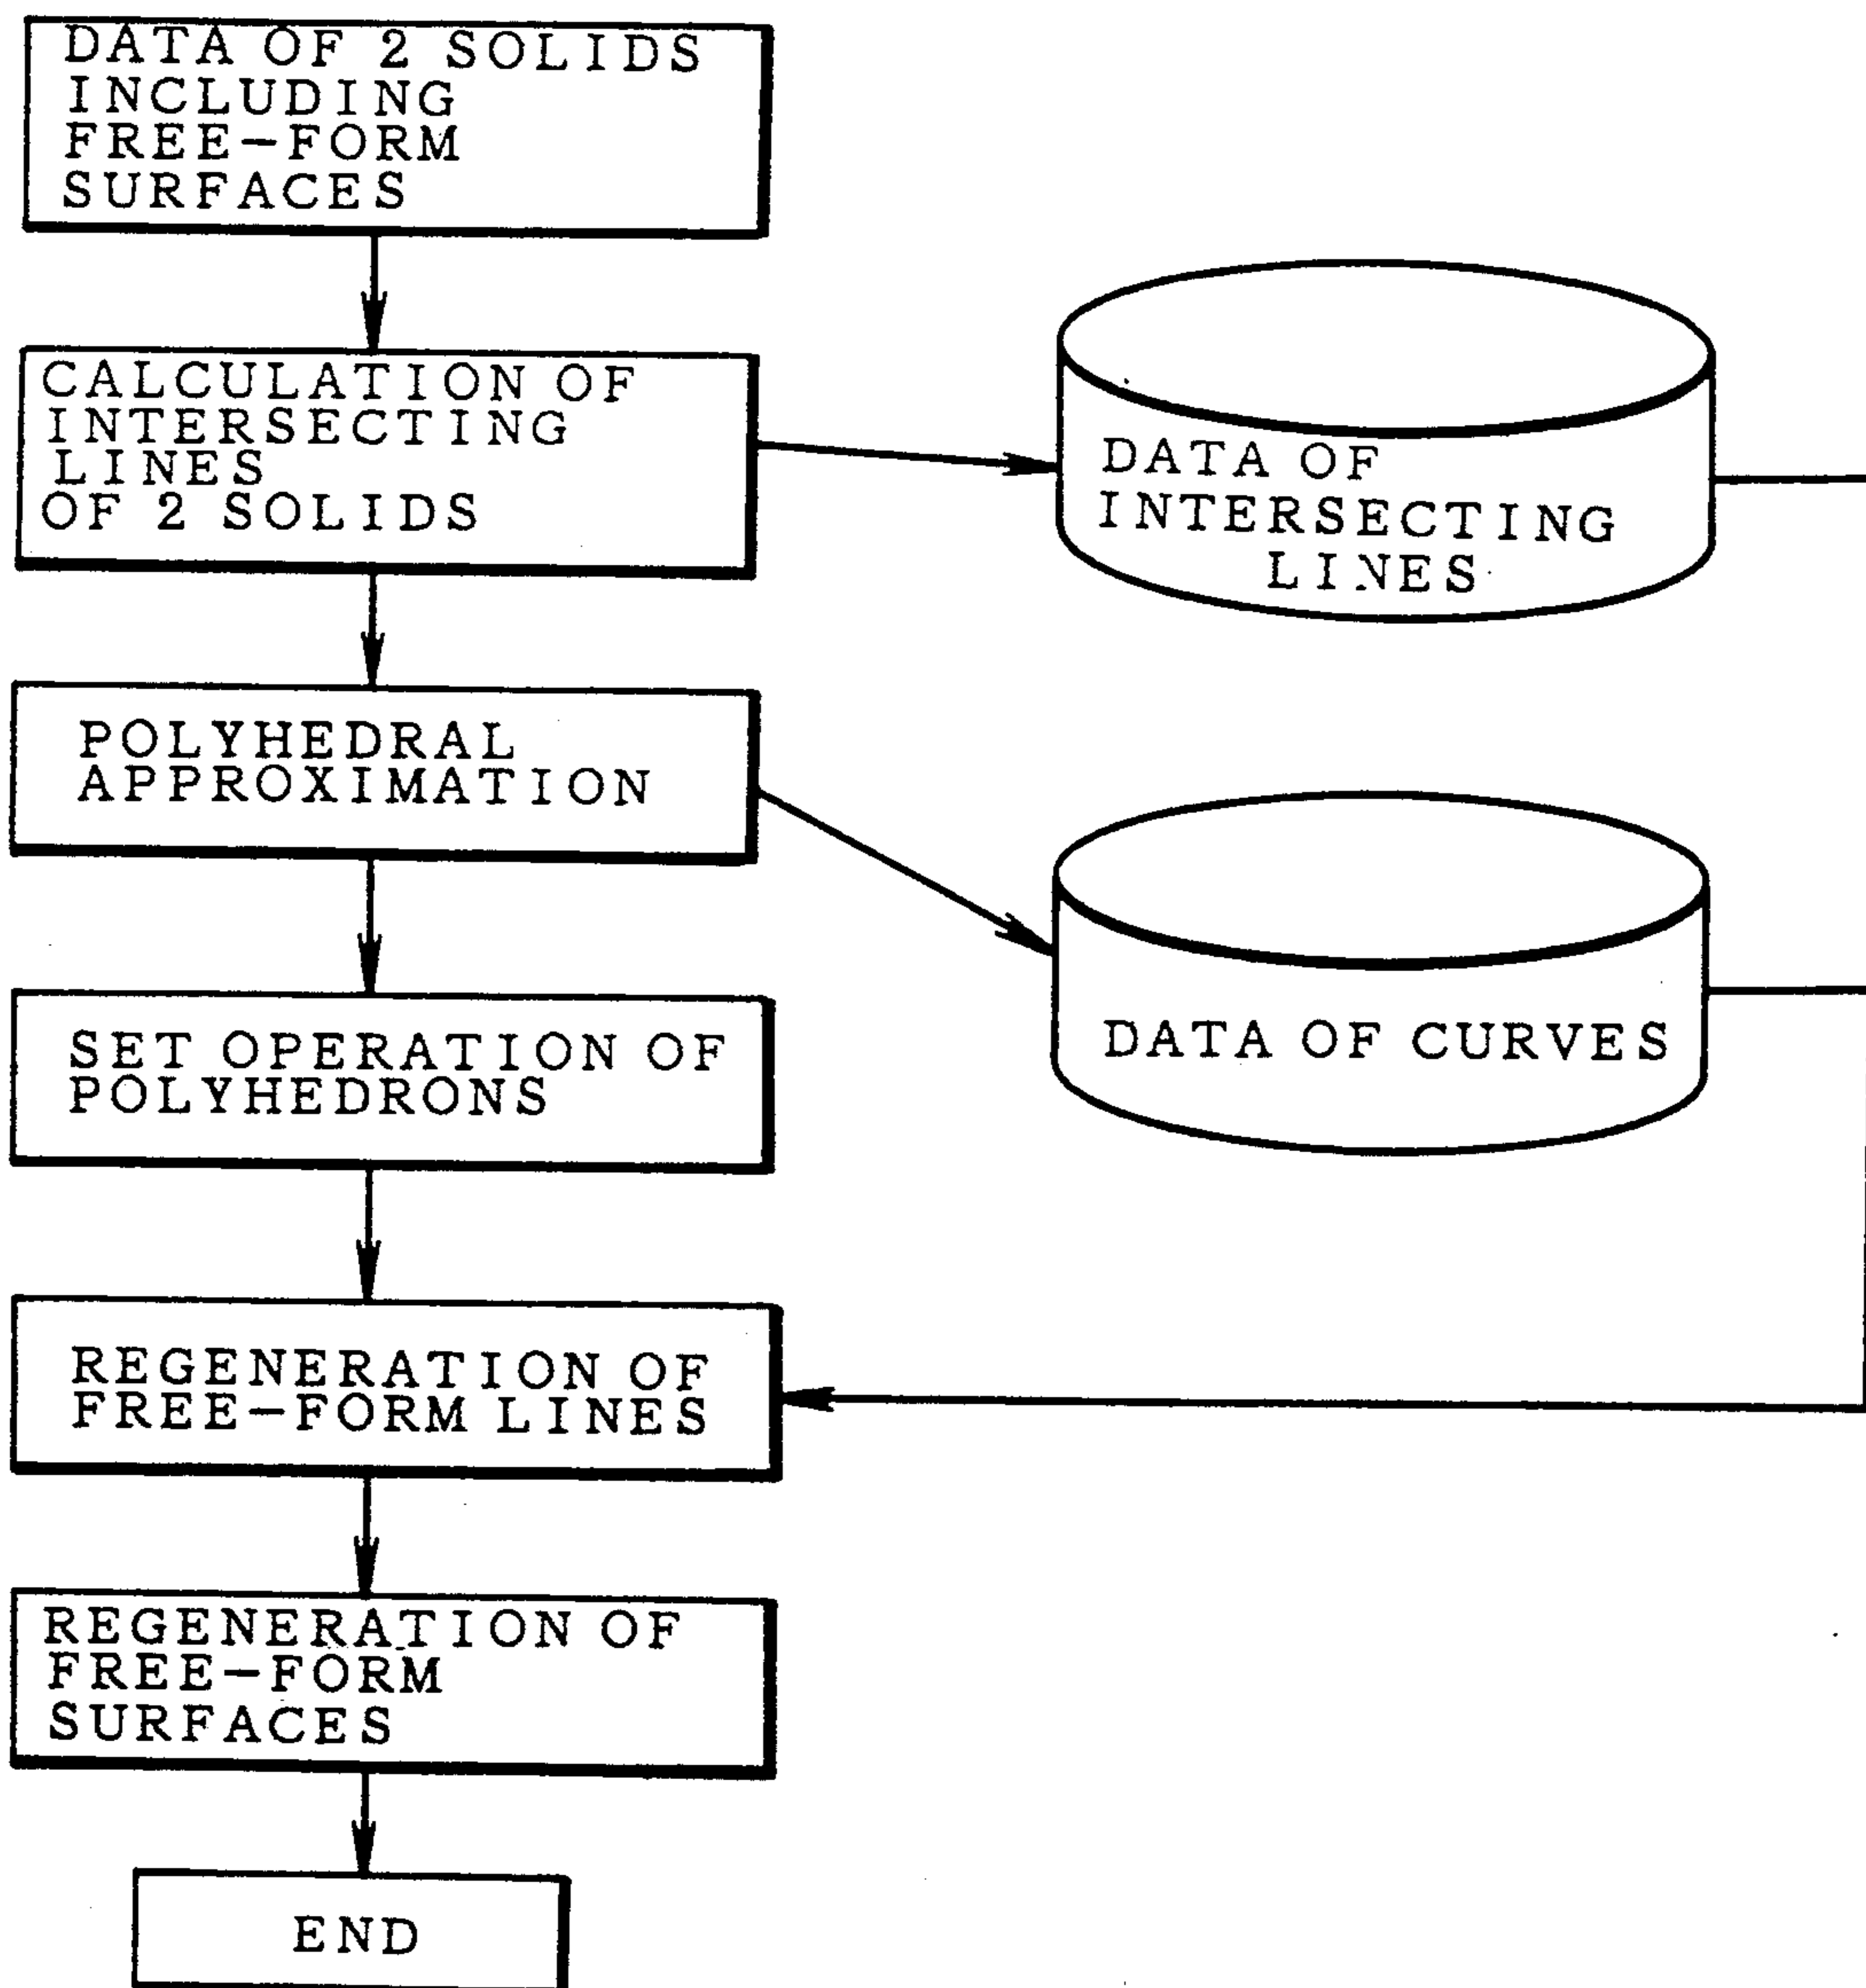 DATA OF 2 SOLIDS
INCLUDING
FREE-FORM
SURFACES
CALCULATION OF
INTERSECTING
LINES
OF 2 SOLIDS
DATA OF
INTERSECTING
LINES
POLYHEDRAL
APPROXIMATION
DATA OF CURVES
SET OPERATION OF
POLYHEDRONS
REGENERATION OF
FREE-FORM LINES
REGENERATION OF
FREE-FORM
SURFACES
END